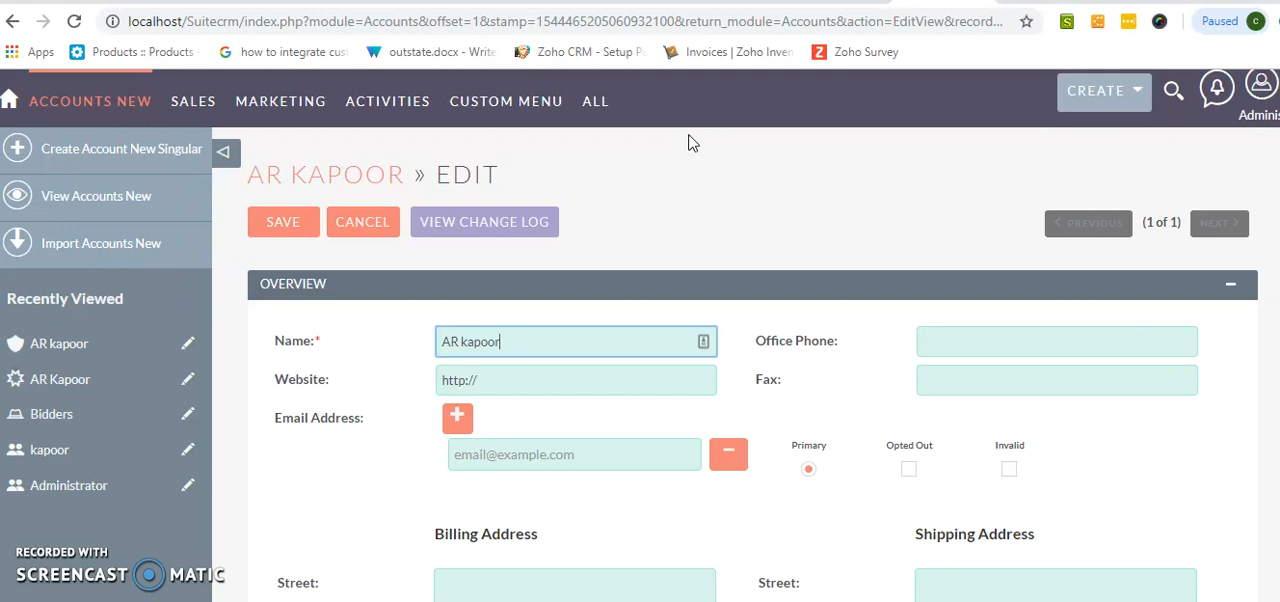 localhost/Suitecrm/index.php?module=Accounts&offset=1&stamp=1544465205060932100&return_module=Accounts&action=EditView&record...
Paused
C
Apps
Products :: Products
how to integrate cust
outstate.docx - Write
Zoho CRM - Setup Pa
Invoices | Zoho Inven
Zoho Survey
ACCOUNTS NEW
SALES
MARKETING
ACTIVITIES
CUSTOM MENU
ALL
CREATE
Adminis
Create Account New Singular
View Accounts New
Import Accounts New
Recently Viewed
AR kapoor
AR Kapoor
Bidders
kapoor
Administrator
RECORDED WITH
SCREENCAST MATIC
AR KAPOOR » EDIT
SAVE
CANCEL
VIEW CHANGE LOG
< PREVIOUS
(1 of 1)
NEXT >
OVERVIEW
Name:*
AR kapoor
Office Phone:
Website:
http://
Fax:
Email Address:
email@example.com
Primary
Opted Out
Invalid
Billing Address
Shipping Address
Street:
Street: